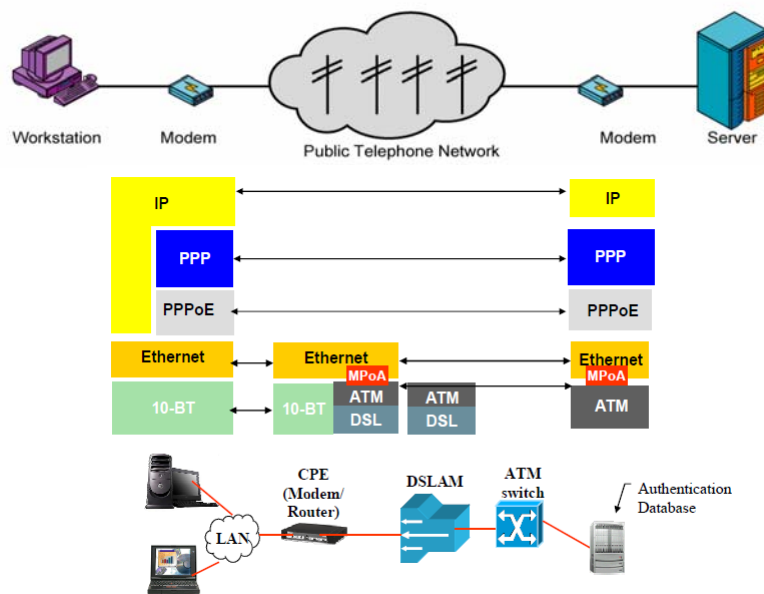 Workstation
Modem
Public Telephone Network
Modem
Server
IP
IP
PPP
PPP
PPPoE
PPPoE
Ethernet
Ethernet
Ethernet
MPoA
MPoA
10-BT
10-BT
ATM
ATM
ATM
DSL
DSL
CPE
(Modem/
Router)
DSLAM
ATM
switch
Authentication
Database
LAN